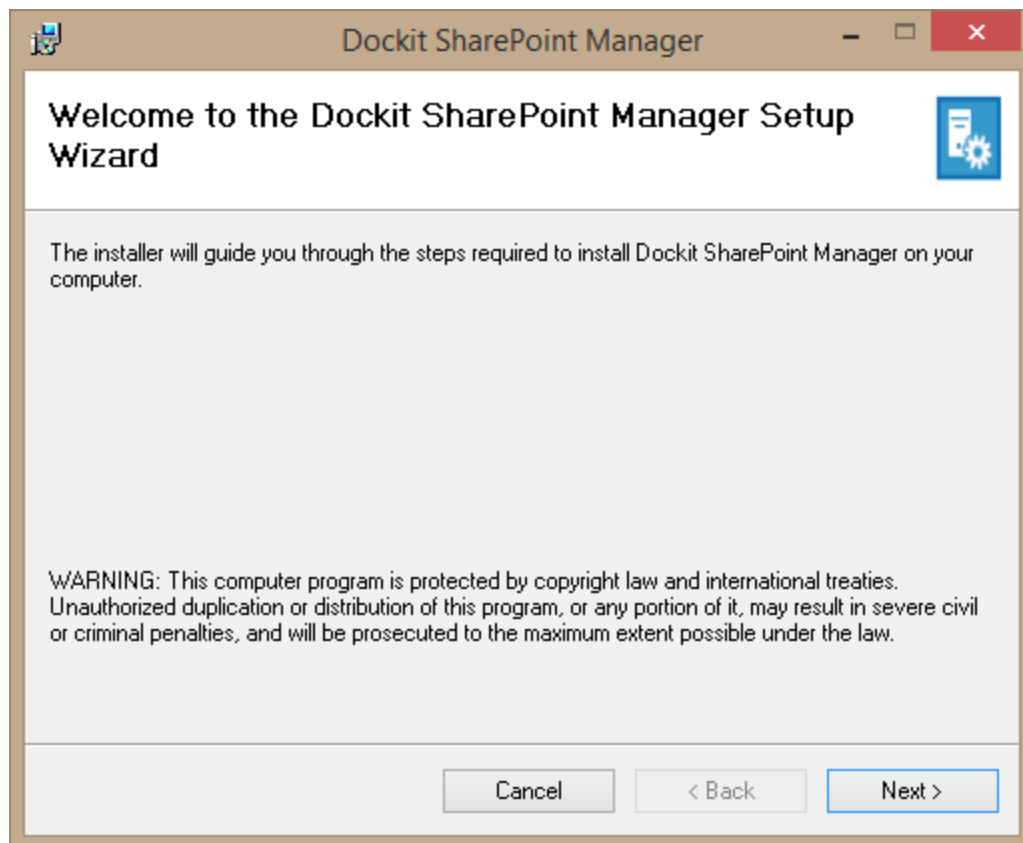 Dockit SharePoint Manager
Welcome to the Dockit SharePoint Manager Setup
Wizard
The installer will guide you through the steps required to install Dockit SharePoint Manager on your
computer.
WARNING: This computer program is protected by copyright law and international treaties.
Unauthorized duplication or distribution of this program, or any portion of it, may result in severe civil
or criminal penalties, and will be prosecuted to the maximum extent possible under the law.
Cancel < Back Next >